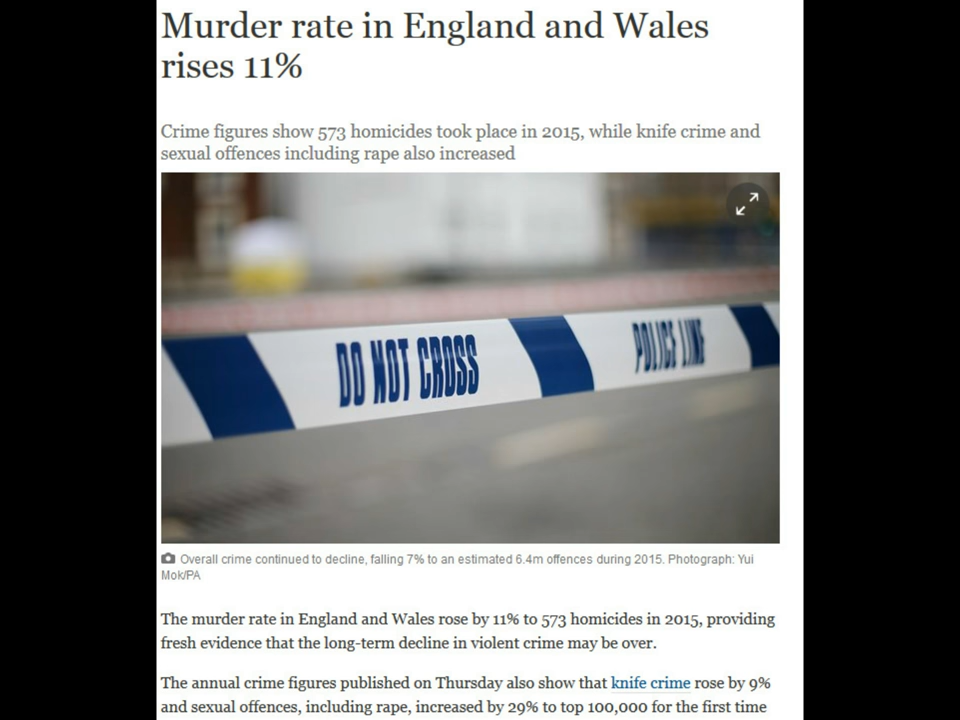 Murder rate in England and Wales
rises 11%
Crime figures show 573 homicides took place in 2015, while knife crime and
sexual offences including rape also increased
DO NOT CROSS
POLICE LINE
Overall crime continued to decline, falling 7% to an estimated 6.4m offences during 2015. Photograph: Yui
Mok/PA
The murder rate in England and Wales rose by 11% to 573 homicides in 2015, providing
fresh evidence that the long-term decline in violent crime may be over.
The annual crime figures published on Thursday also show that knife crime rose by 9%
and sexual offences, including rape, increased by 29% to top 100,000 for the first time